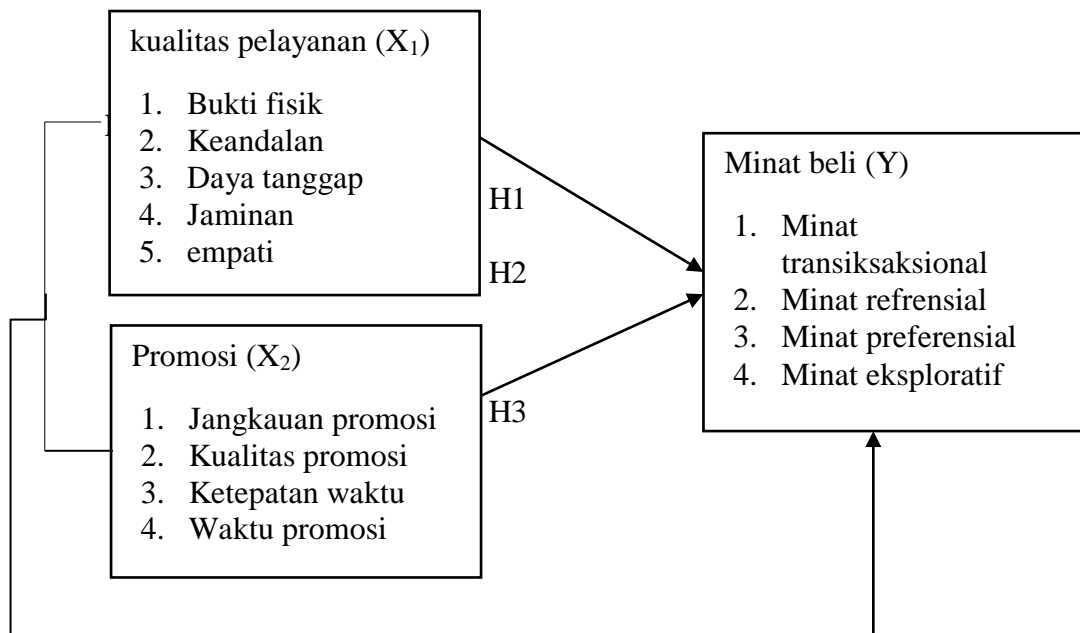 kualitas pelayanan (X₁)
1. Bukti fisik
2. Keandalan
3. Daya tanggap
4. Jaminan
5. empati
H1
H2
Promosi (X₂)
1. Jangkauan promosi
2. Kualitas promosi
3. Ketepatan waktu
4. Waktu promosi
H3
Minat beli (Y)
1. Minat
transiksaksional
2. Minat refrensial
3. Minat preferensial
4. Minat eksploratif